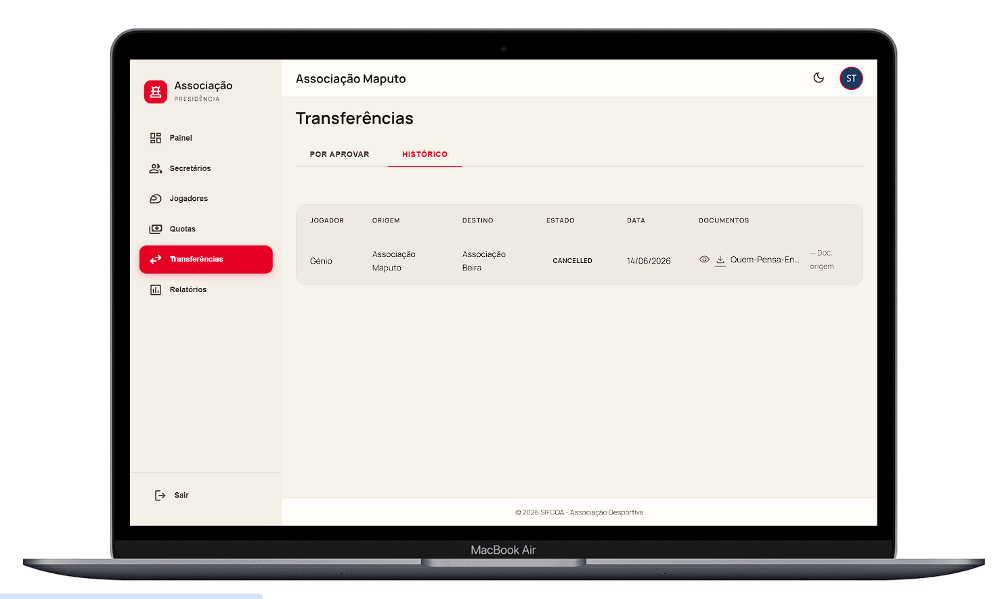 Associação
PRESIDÊNCIA
Painel
Secretários
Jogadores
Quotas
Transferências
Relatórios
Sair
Associação Maputo
ST
Transferências
POR APROVAR HISTÓRICO
JOGADOR ORIGEM DESTINO ESTADO DATA DOCUMENTOS
Génio
Associação
Maputo
Associação
Beira
CANCELLED
14/06/2026
Quem-Pensa-En...
— Doc.
origem
© 2026 SIFCQA - Associação Desportiva
MacBook Air